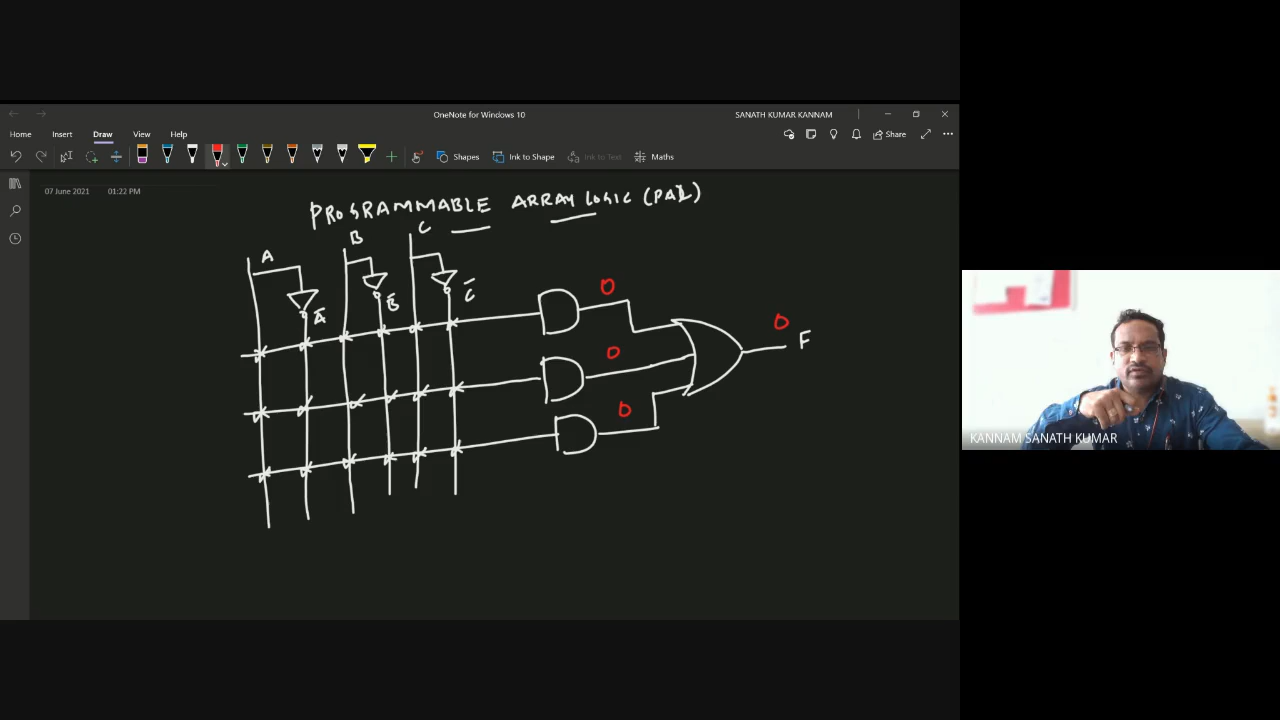 OneNote for Windows 10
SANATH KUMAR KANNAM
Home Insert Draw View Help
Share
Shapes Ink to Shape Ink to Text Maths
07 June 2021 01:22 PM
PROGRAMMABLE ARRAY LOGIC (PAL)
A B C
A̅ B̅ C̅
0
0
0
0
F
KANNAM SANATH KUMAR